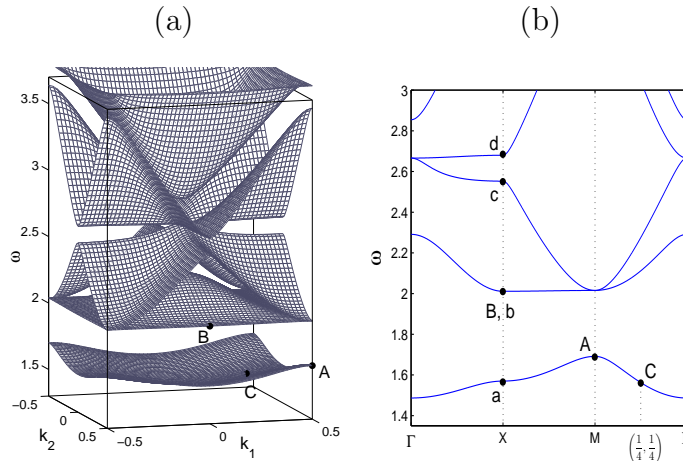 (a)
(b)
3.5
3
2.5
2
1.5
ω
-0.5
0
0.5
k₂
-0.5
0
0.5
k₁
A
B
C
3
2.8
2.6
2.4
2.2
2
1.8
1.6
1.4
ω
d
c
B, b
A
C
a
Γ
X
M
(1/4, 1/4)